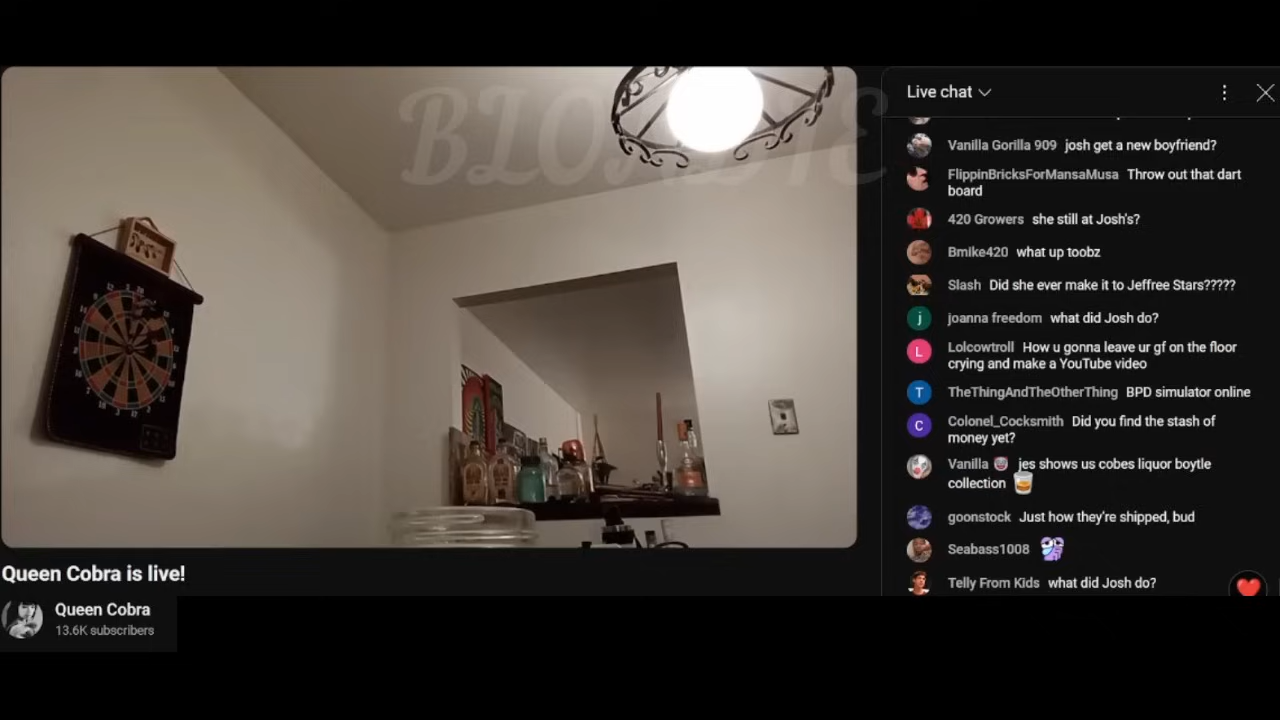 BLONDIE
Live chat
Vanilla Gorilla 909 josh get a new boyfriend?
FlippinBricksForMansaMusa Throw out that dart
board
420 Growers she still at Josh's?
Bmike420 what up toobz
Slash Did she ever make it to Jeffree Stars?????
j
joanna freedom what did Josh do?
L
Lolcowtroll How u gonna leave ur gf on the floor
crying and make a YouTube video
T
TheThingAndTheOtherThing BPD simulator online
C
Colonel_Cocksmith Did you find the stash of
money yet?
Vanilla 🤡 jes shows us cobes liquor boytle
collection 🥃
goonstock Just how they're shipped, bud
Seabass1008
Telly From Kids what did Josh do?
Queen Cobra is live!
Queen Cobra
13.6K subscribers